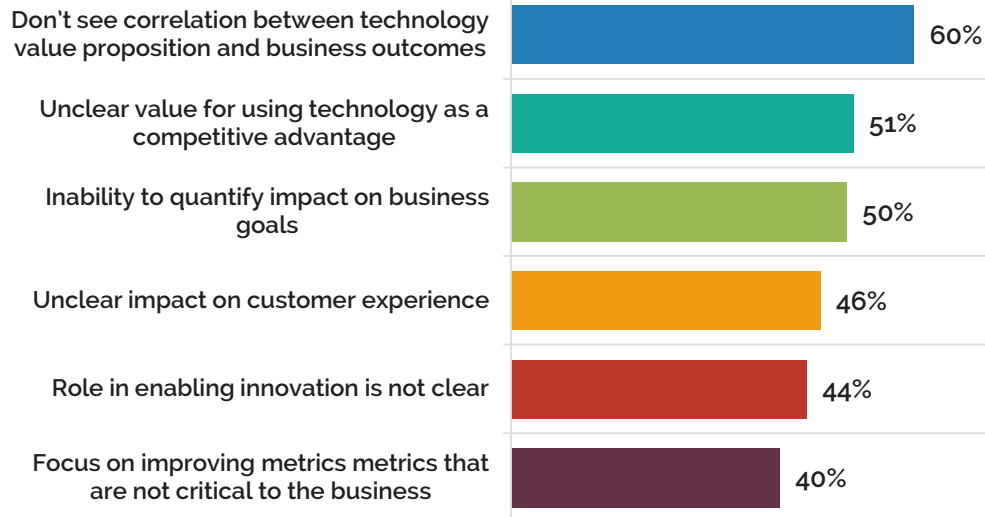 Don't see correlation between technology
value proposition and business outcomes
60%
Unclear value for using technology as a
competitive advantage
51%
Inability to quantify impact on business
goals
50%
Unclear impact on customer experience
46%
Role in enabling innovation is not clear
44%
Focus on improving metrics metrics that
are not critical to the business
40%